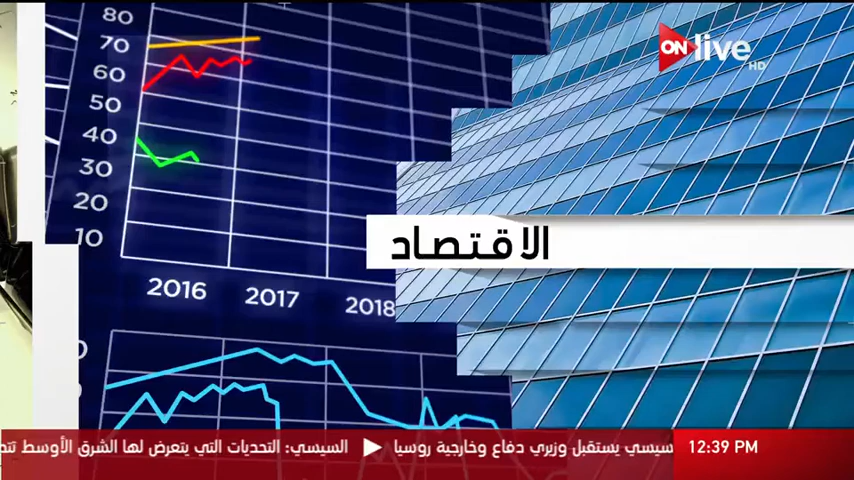 80
70
60
50
40
30
20
10
2016 2017 2018
ON live HD
الاقتصاد
12:39 PM
سيسي يستقبل وزيري دفاع وخارجية روسيا
السيسي: التحديات التي يتعرض لها الشرق الأوسط